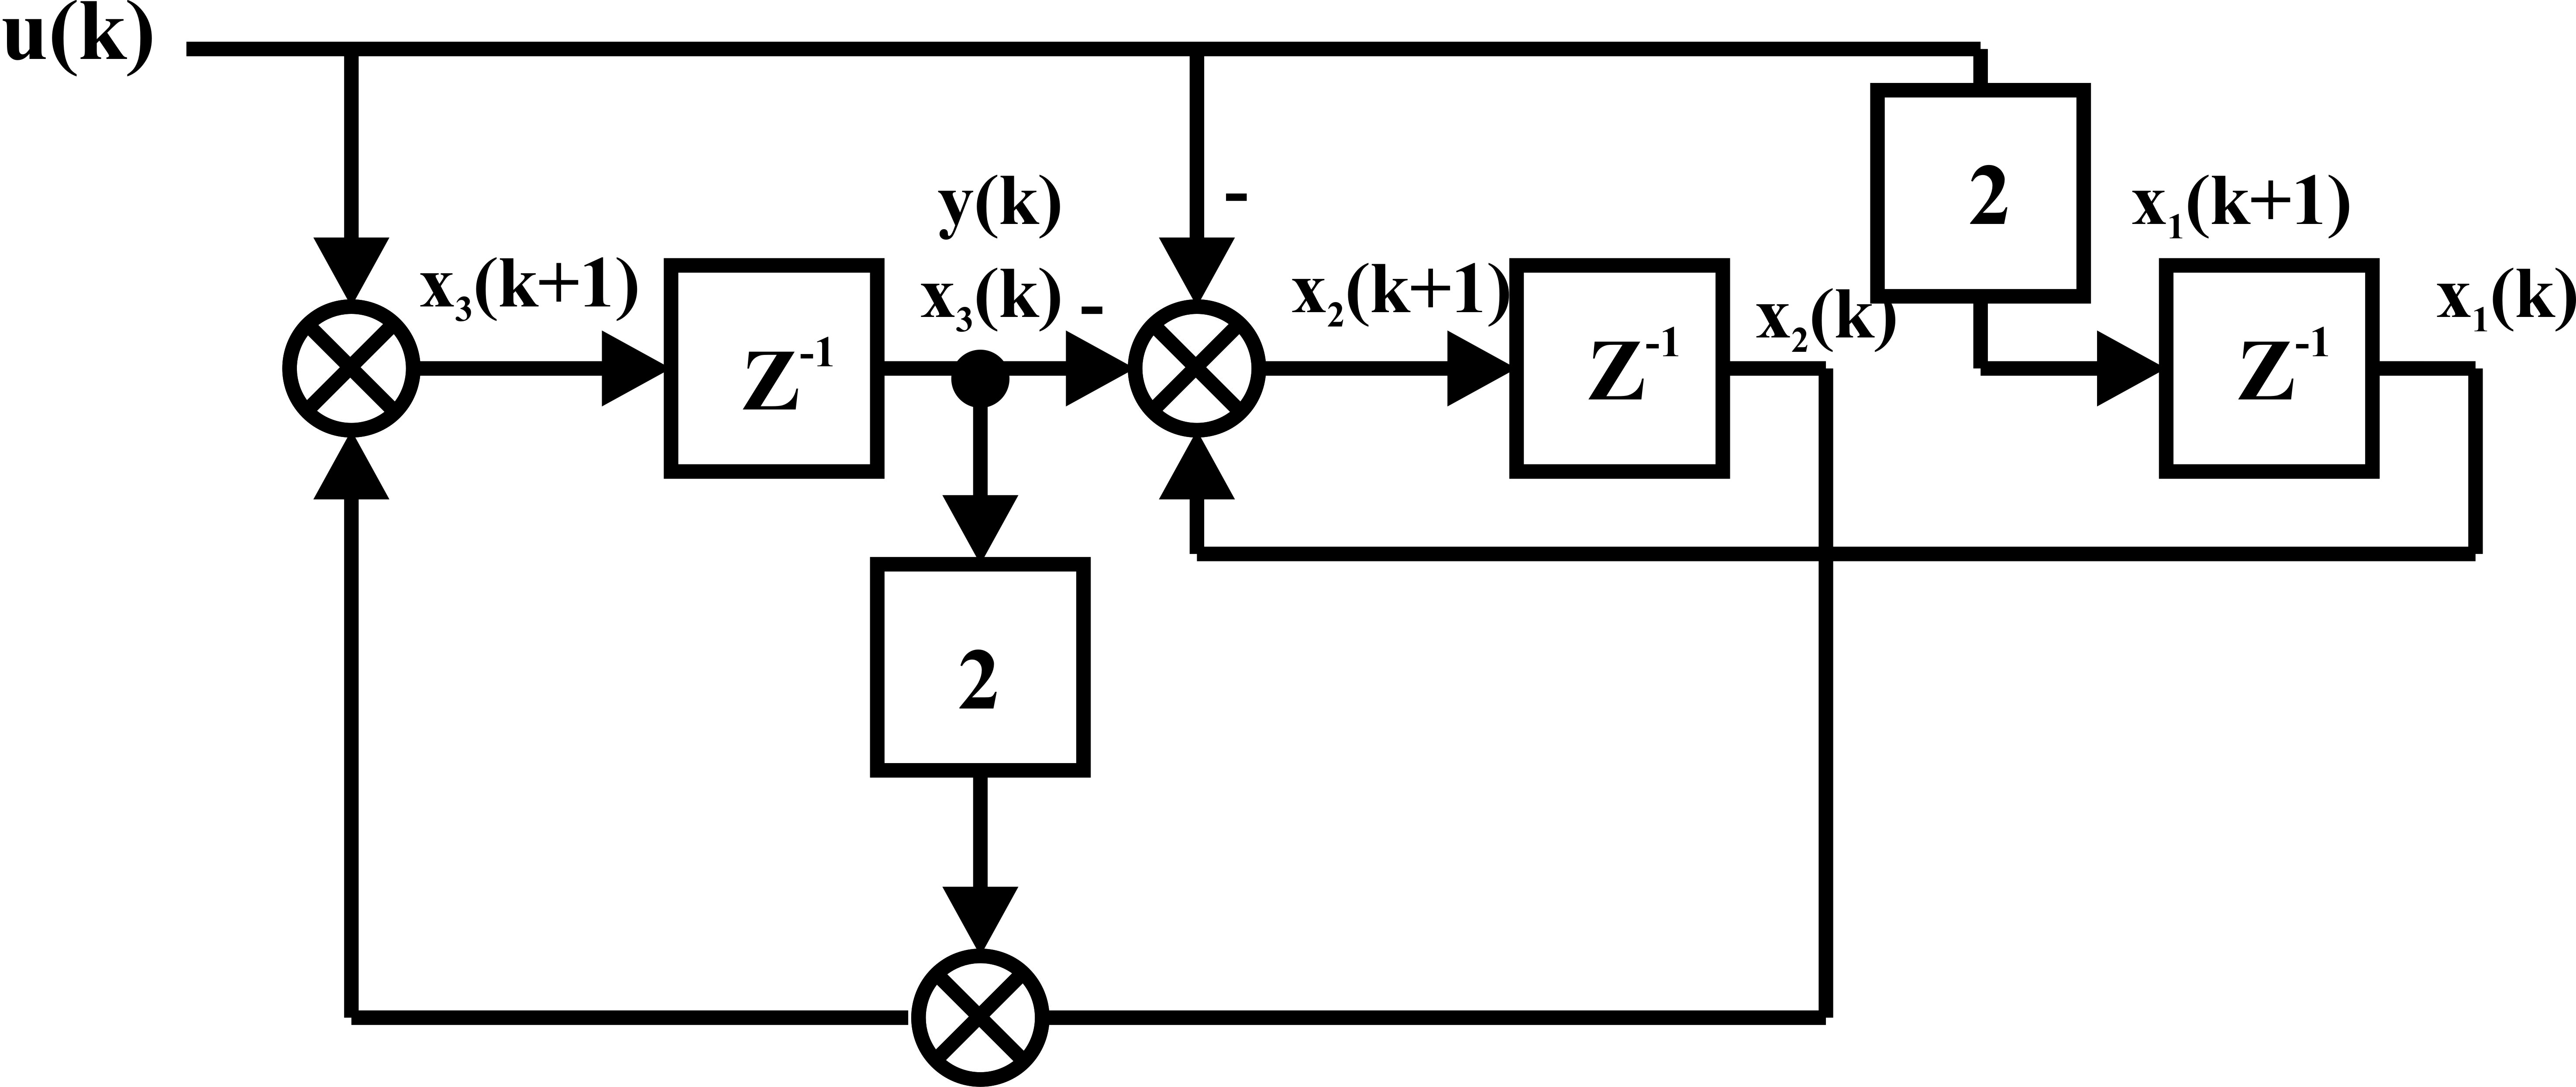 u(k)
-
2
x₁(k+1)
y(k)
x₃(k+1)
x₃(k) -
x₂(k+1)
x₂(k)
x₁(k)
Z⁻¹
Z⁻¹
Z⁻¹
2